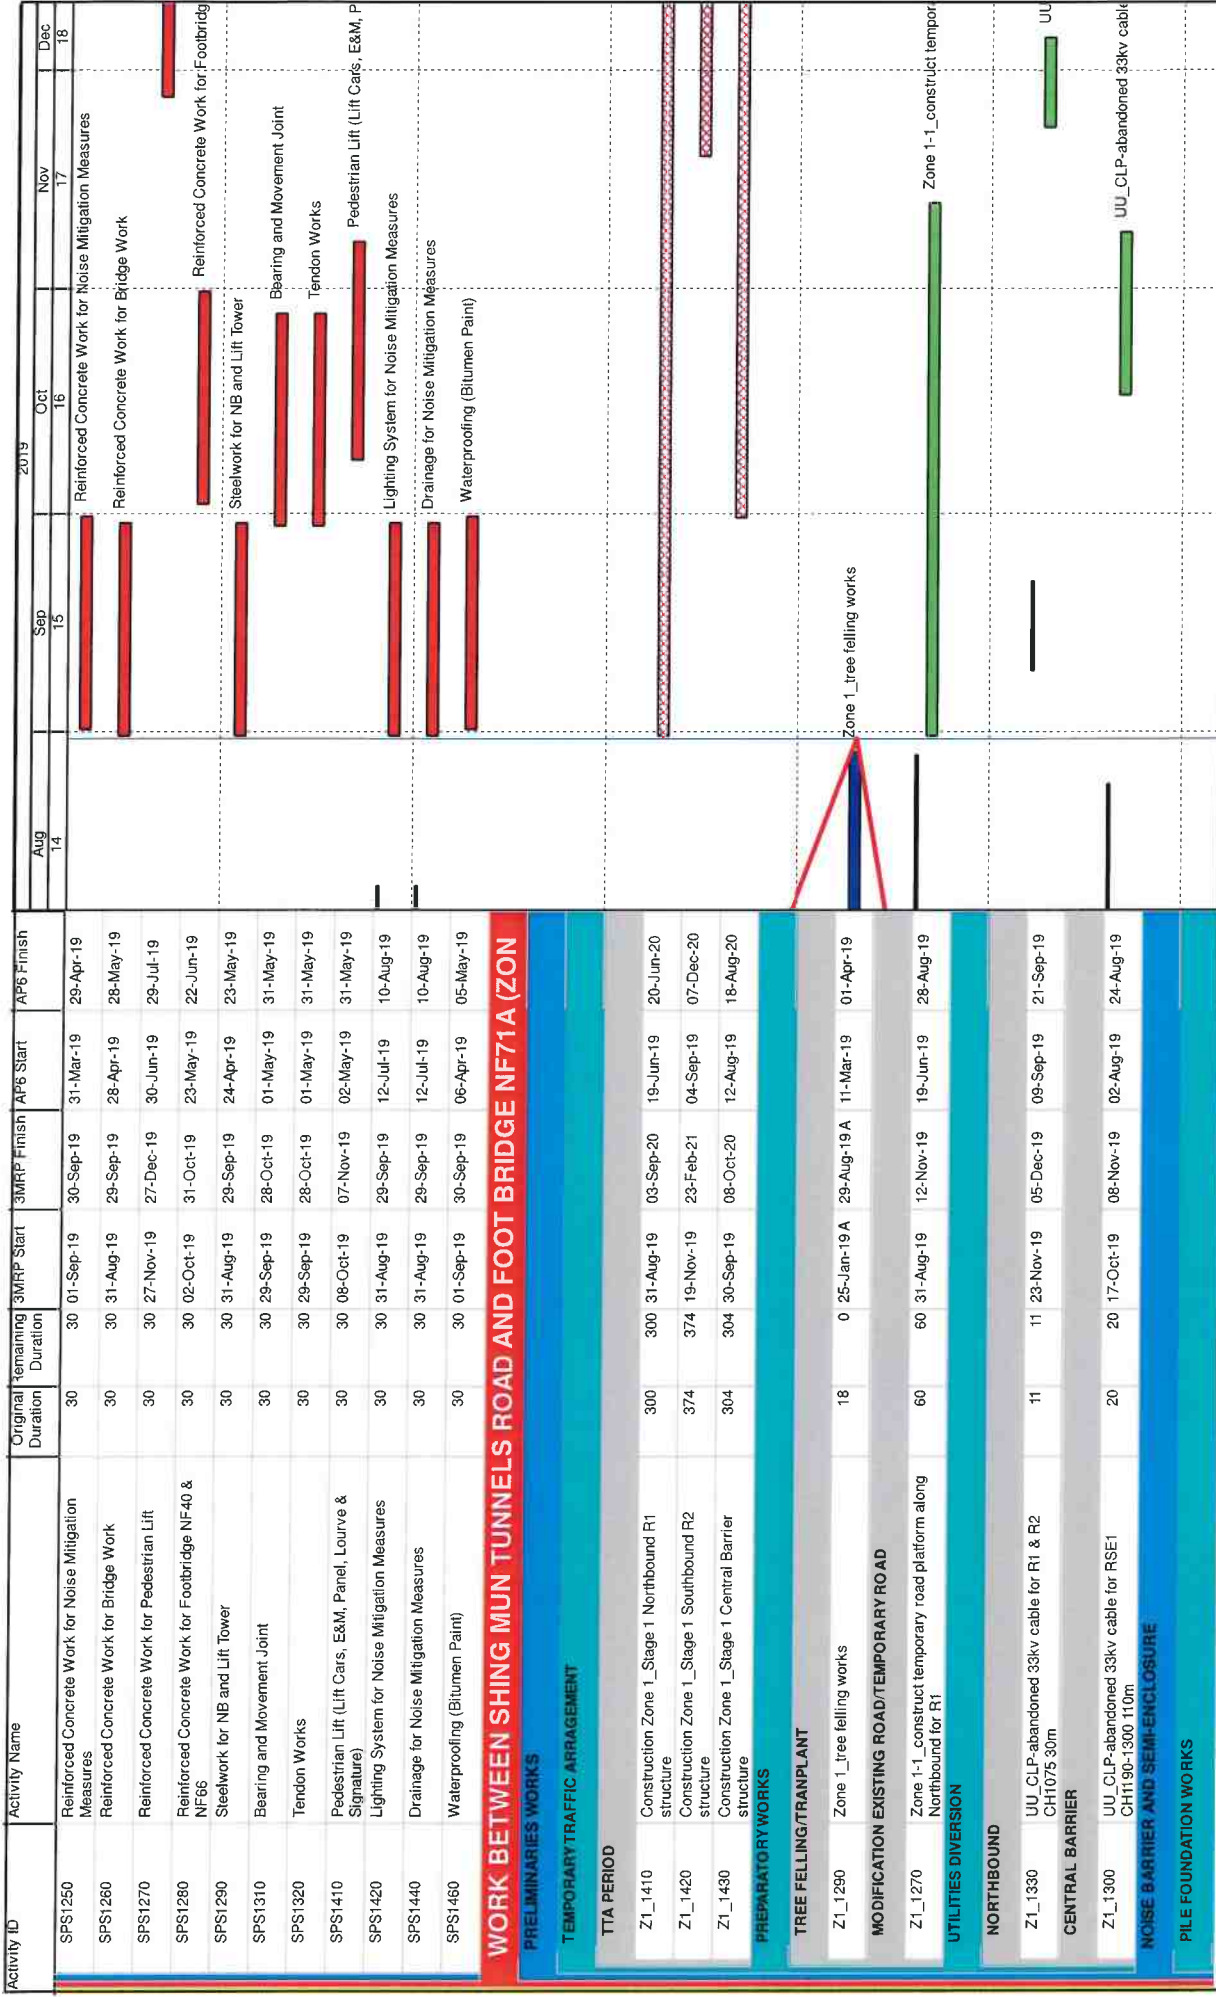 Activity ID Activity Name Original Duration Remaining Duration 3MRP Start 3MRP Finish AP6 Start AP6 Finish
2019
Aug Sep Oct Nov Dec
14 15 16 17 18
SPS1250 Reinforced Concrete Work for Noise Mitigation Measures 30 30 01-Sep-19 30-Sep-19 31-Mar-19 29-Apr-19 Reinforced Concrete Work for Noise Mitigation Measures
SPS1260 Reinforced Concrete Work for Bridge Work 30 30 31-Aug-19 29-Sep-19 28-Apr-19 28-May-19 Reinforced Concrete Work for Bridge Work
SPS1270 Reinforced Concrete Work for Pedestrian Lift 30 30 27-Nov-19 27-Dec-19 30-Jun-19 29-Jul-19
SPS1280 Reinforced Concrete Work for Footbridge NF40 & NF66 30 30 02-Oct-19 31-Oct-19 23-May-19 22-Jun-19 Reinforced Concrete Work for Footbridg
SPS1290 Steelwork for NB and Lift Tower 30 30 31-Aug-19 29-Sep-19 24-Apr-19 23-May-19 Steelwork for NB and Lift Tower
SPS1310 Bearing and Movement Joint 30 30 29-Sep-19 28-Oct-19 01-May-19 31-May-19 Bearing and Movement Joint
SPS1320 Tendon Works 30 30 29-Sep-19 28-Oct-19 01-May-19 31-May-19 Tendon Works
SPS1410 Pedestrian Lift (Lift Cars, E&M, Panel, Lourve & Signature) 30 30 08-Oct-19 07-Nov-19 02-May-19 31-May-19 Pedestrian Lift (Lift Cars, E&M, P
SPS1420 Lighting System for Noise Mitigation Measures 30 30 31-Aug-19 29-Sep-19 12-Jul-19 10-Aug-19 Lighting System for Noise Mitigation Measures
SPS1440 Drainage for Noise Mitigation Measures 30 30 31-Aug-19 29-Sep-19 12-Jul-19 10-Aug-19 Drainage for Noise Mitigation Measures
SPS1460 Waterproofing (Bitumen Paint) 30 30 01-Sep-19 30-Sep-19 06-Apr-19 05-May-19 Waterproofing (Bitumen Paint)
WORK BETWEEN SHING MUN TUNNELS ROAD AND FOOT BRIDGE NF71A (ZON
PRELIMINARIES WORKS
TEMPORARY TRAFFIC ARRAGEMENT
TTA PERIOD
Z1_1410 Construction Zone 1_Stage 1 Northbound R1 structure 300 300 31-Aug-19 03-Sep-20 19-Jun-19 20-Jun-20
Z1_1420 Construction Zone 1_Stage 1 Southbound R2 structure 374 374 19-Nov-19 23-Feb-21 04-Sep-19 07-Dec-20
Z1_1430 Construction Zone 1_Stage 1 Central Barrier structure 304 304 30-Sep-19 08-Oct-20 12-Aug-19 18-Aug-20
PREPARATORY WORKS
TREE FELLING/TRANPLANT
Z1_1290 Zone 1_tree felling works 18 0 25-Jan-19 A 29-Aug-19 A 11-Mar-19 01-Apr-19 Zone 1_tree felling works
MODIFICATION EXISTING ROAD/TEMPORARY ROAD
Z1_1270 Zone 1-1_construct temporary road platform along Northbound for R1 60 60 31-Aug-19 12-Nov-19 19-Jun-19 28-Aug-19 Zone 1-1_construct tempora
UTILITIES DIVERSION
NORTHBOUND
Z1_1330 UU_CLP-abandoned 33kv cable for R1 & R2 CH1075 30m 11 11 23-Nov-19 05-Dec-19 09-Sep-19 21-Sep-19 UU
CENTRAL BARRIER
Z1_1300 UU_CLP-abandoned 33kv cable for RSE1 CH1190-1300 110m 20 20 17-Oct-19 08-Nov-19 02-Aug-19 24-Aug-19 UU_CLP-abandoned 33kv cable
NOISE BARRIER AND SEMI-ENCLOSURE
PILE FOUNDATION WORKS